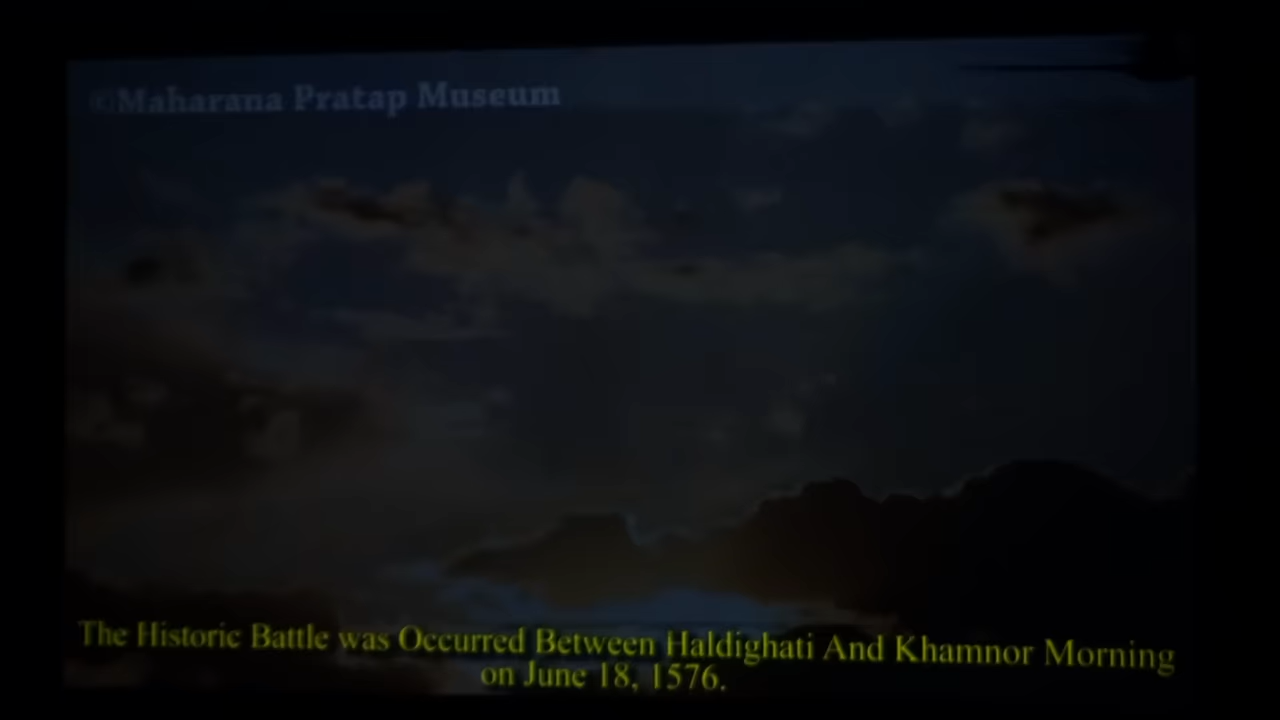 ©Maharana Pratap Museum
The Historic Battle was Occurred Between Haldighati And Khamnor Morning
on June 18, 1576.